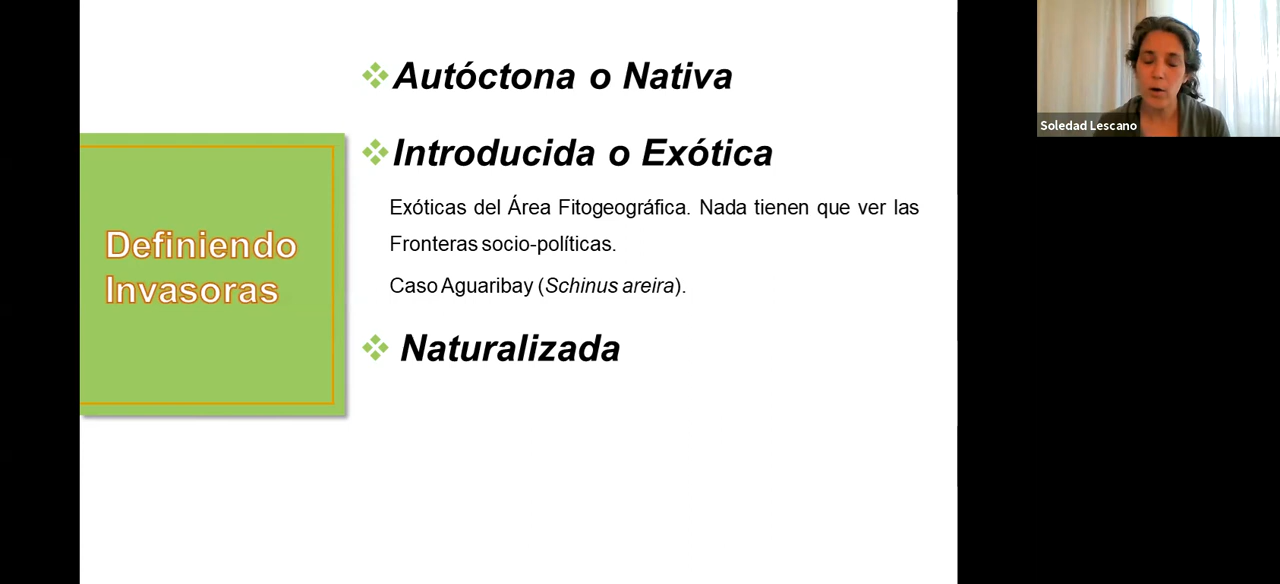 Autóctona o Nativa
Introducida o Exótica
Exóticas del Área Fitogeográfica. Nada tienen que ver las
Fronteras socio-políticas.
Caso Aguaribay (Schinus areira).
Naturalizada
Definiendo
Invasoras
Soledad Lescano